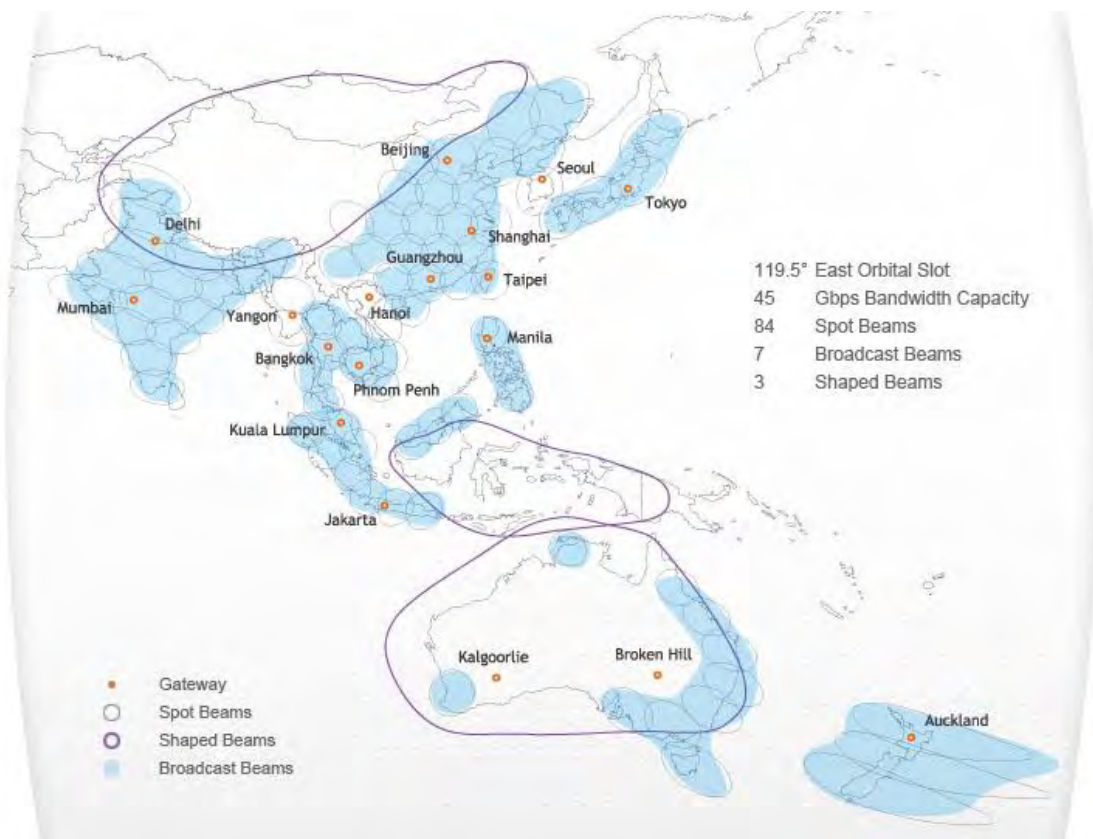 Beijing
Seoul
Tokyo
Delhi
Shanghai
Guangzhou
Taipei
Mumbai
Hanoi
Yangon
Manila
Bangkok
Phnom Penh
Kuala Lumpur
Jakarta
119.5° East Orbital Slot
45 Gbps Bandwidth Capacity
84 Spot Beams
7 Broadcast Beams
3 Shaped Beams
Kalgoorlie
Broken Hill
Auckland
Gateway
Spot Beams
Shaped Beams
Broadcast Beams